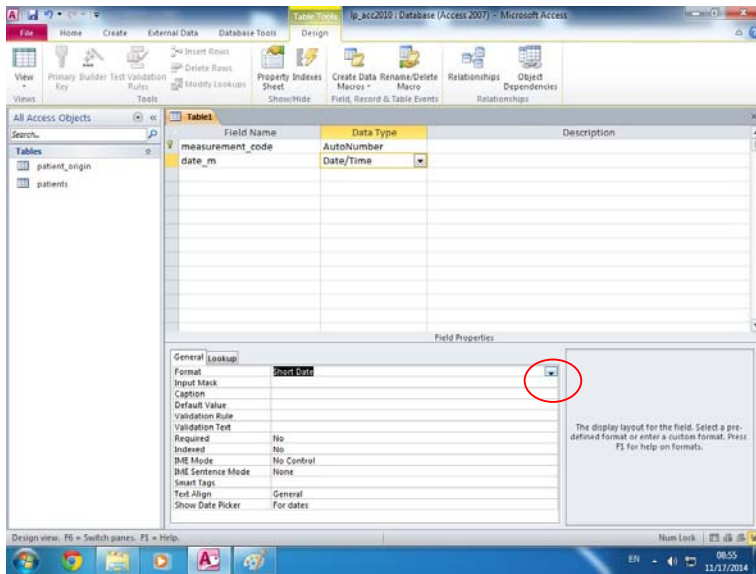 Table Tools
lp_acc2010 : Database (Access 2007) - Microsoft Access
File Home Create External Data Database Tools Design
View
Views
Primary Key
Builder
Test Validation Rules
Insert Rows
Delete Rows
Modify Lookups
Tools
Property Sheet
Indexes
Show/Hide
Create Data Macros
Rename/Delete Macro
Field, Record & Table Events
Relationships
Object Dependencies
Relationships
All Access Objects
Search..
Tables
patient_origin
patients
Table1
Field Name Data Type Description
measurement_code AutoNumber
date_m Date/Time
Field Properties
General Lookup
Format Short Date
Input Mask
Caption
Default Value
Validation Rule
Validation Text
Required No
Indexed No
IME Mode No Control
IME Sentence Mode None
Smart Tags
Text Align General
Show Date Picker For dates
The display layout for the field. Select a pre-
defined format or enter a custom format. Press
F1 for help on formats.
Design view. F6 = Switch panes. F1 = Help.
Num Lock
EN
08:55
11/17/2014